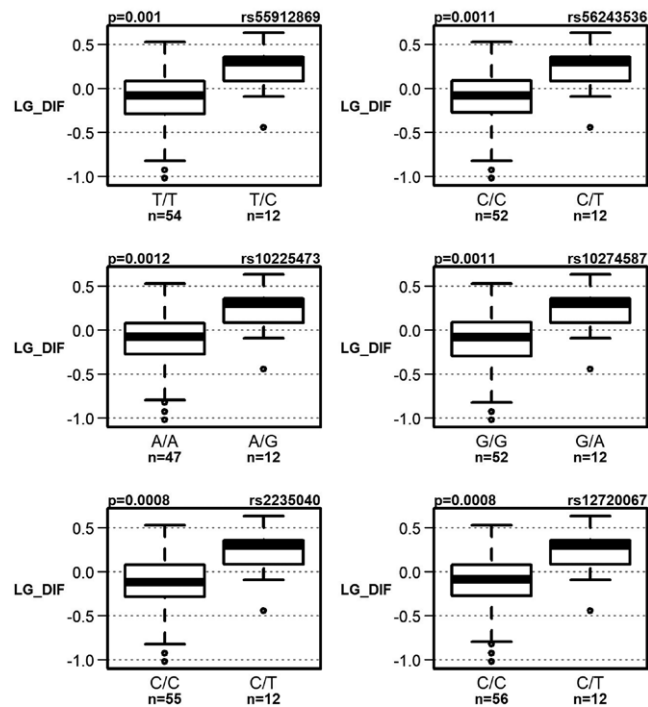 p=0.001 rs55912869
0.5
0.0
LG_DIF
-0.5
-1.0
T/T T/C
n=54 n=12
p=0.0011 rs56243536
0.5
0.0
LG_DIF
-0.5
-1.0
C/C C/T
n=52 n=12
p=0.0012 rs10225473
0.5
0.0
LG_DIF
-0.5
-1.0
A/A A/G
n=47 n=12
p=0.0011 rs10274587
0.5
0.0
LG_DIF
-0.5
-1.0
G/G G/A
n=52 n=12
p=0.0008 rs2235040
0.5
0.0
LG_DIF
-0.5
-1.0
C/C C/T
n=55 n=12
p=0.0008 rs12720067
0.5
0.0
LG_DIF
-0.5
-1.0
C/C C/T
n=56 n=12